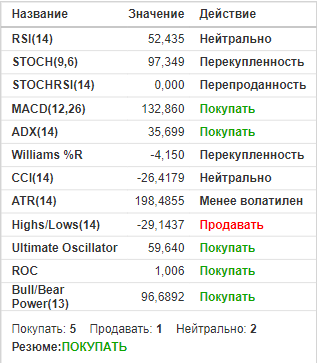 Название Значение Действие
RSI(14) 52,435 Нейтрально
STOCH(9,6) 97,349 Перекупленность
STOCHRSI(14) 0,000 Перепроданность
MACD(12,26) 132,860 Покупать
ADX(14) 35,699 Покупать
Williams %R -4,150 Перекупленность
CCI(14) -26,4179 Нейтрально
ATR(14) 198,4855 Менее волатилен
Highs/Lows(14) -29,1437 Продавать
Ultimate Oscillator 59,640 Покупать
ROC 1,006 Покупать
Bull/Bear
Power(13) 96,6892 Покупать
Покупать: 5 Продавать: 1 Нейтрально: 2
Резюме:ПОКУПАТЬ